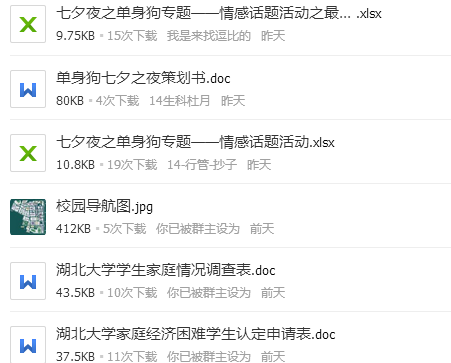 七夕夜之单身狗专题——情感话题活动之最... .xlsx
9.75KB 15次下载 我是来找逗比的 昨天
单身狗七夕之夜策划书.doc
80KB 4次下载 14生科杜月 昨天
七夕夜之单身狗专题——情感话题活动.xlsx
10.8KB 19次下载 14-行管-抄子 昨天
校园导航图.jpg
412KB 5次下载 你已被群主设为 前天
湖北大学学生家庭情况调查表.doc
43.5KB 10次下载 你已被群主设为 前天
湖北大学家庭经济困难学生认定申请表.doc
37.5KB 11次下载 你已被群主设为 前天